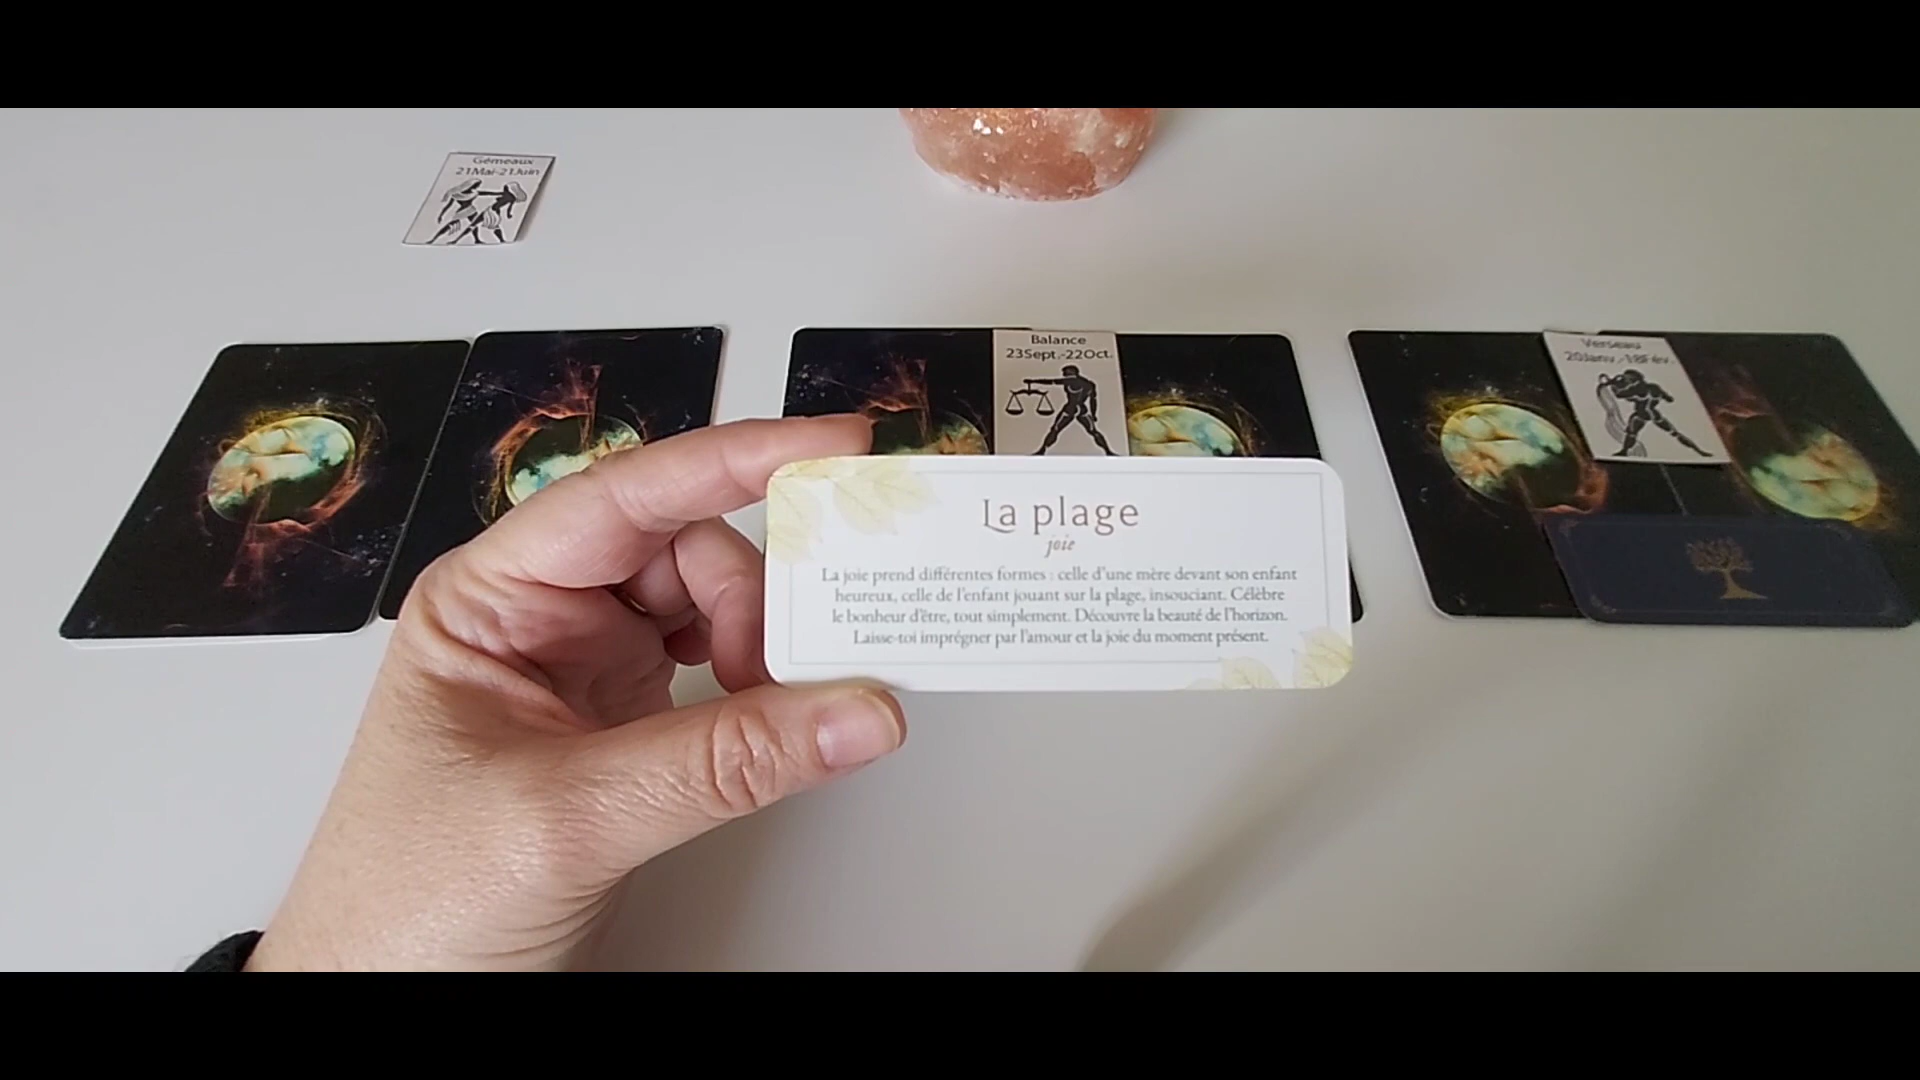 Gémeaux
21Mai-21Juin
Balance
23Sept.-22Oct.
Verseau
20Janv.-18Fév.
La plage
joie
La joie prend différentes formes : celle d'une mère devant son enfant
heureux, celle de l'enfant jouant sur la plage, insouciant. Célèbre
le bonheur d'être, tout simplement. Découvre la beauté de l'horizon.
Laisse-toi imprégner par l'amour et la joie du moment présent.